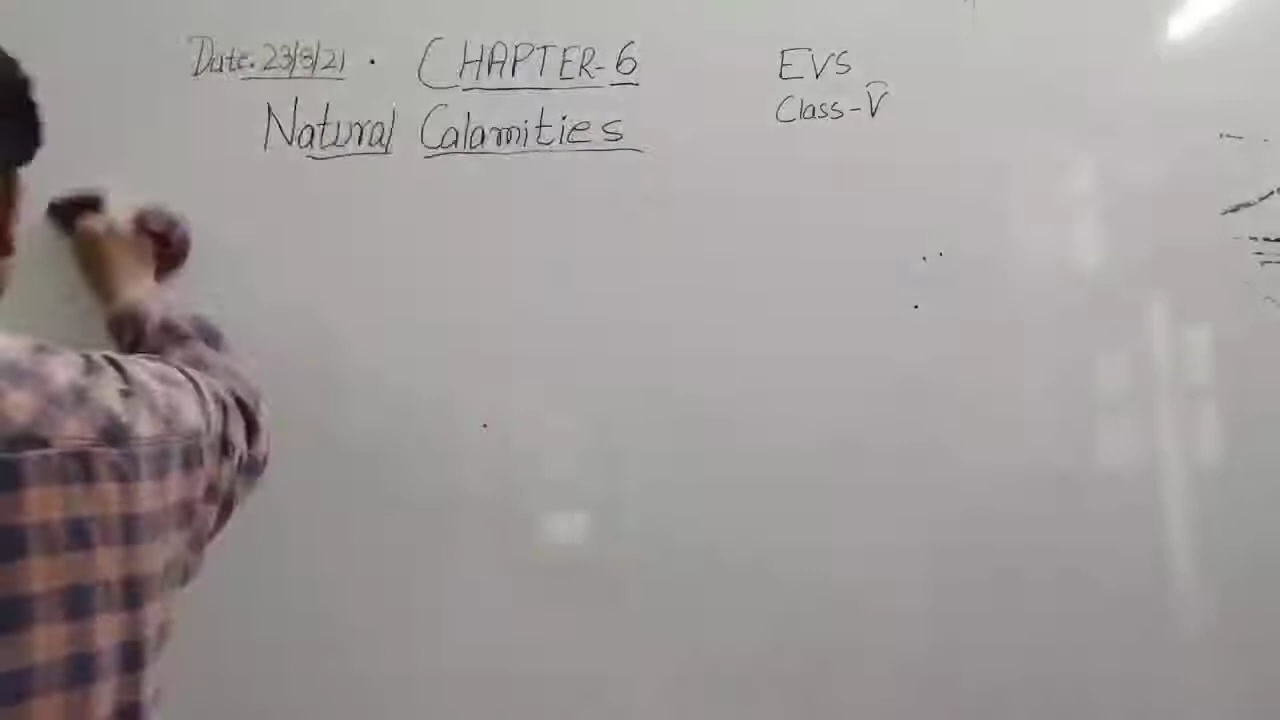 Date. 23/8/21 . CHAPTER-6
Natural Calamities
EVS
Class-V